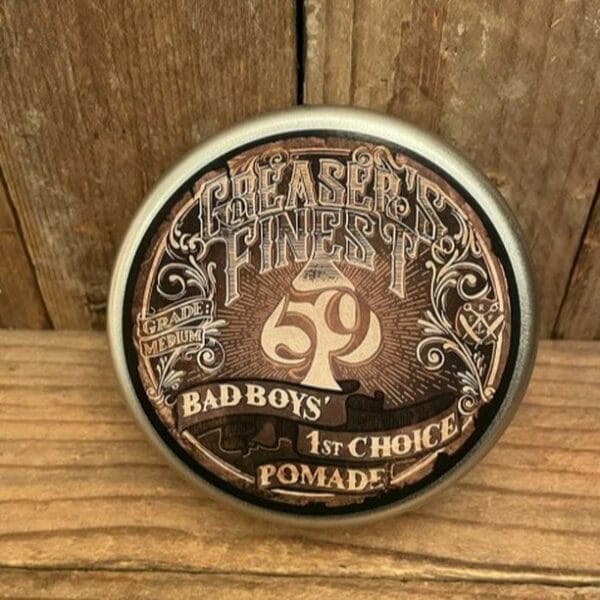 GREASER'S
FINEST
59
GRADE:
MEDIUM
BAD BOYS'
1ST CHOICE
POMADE